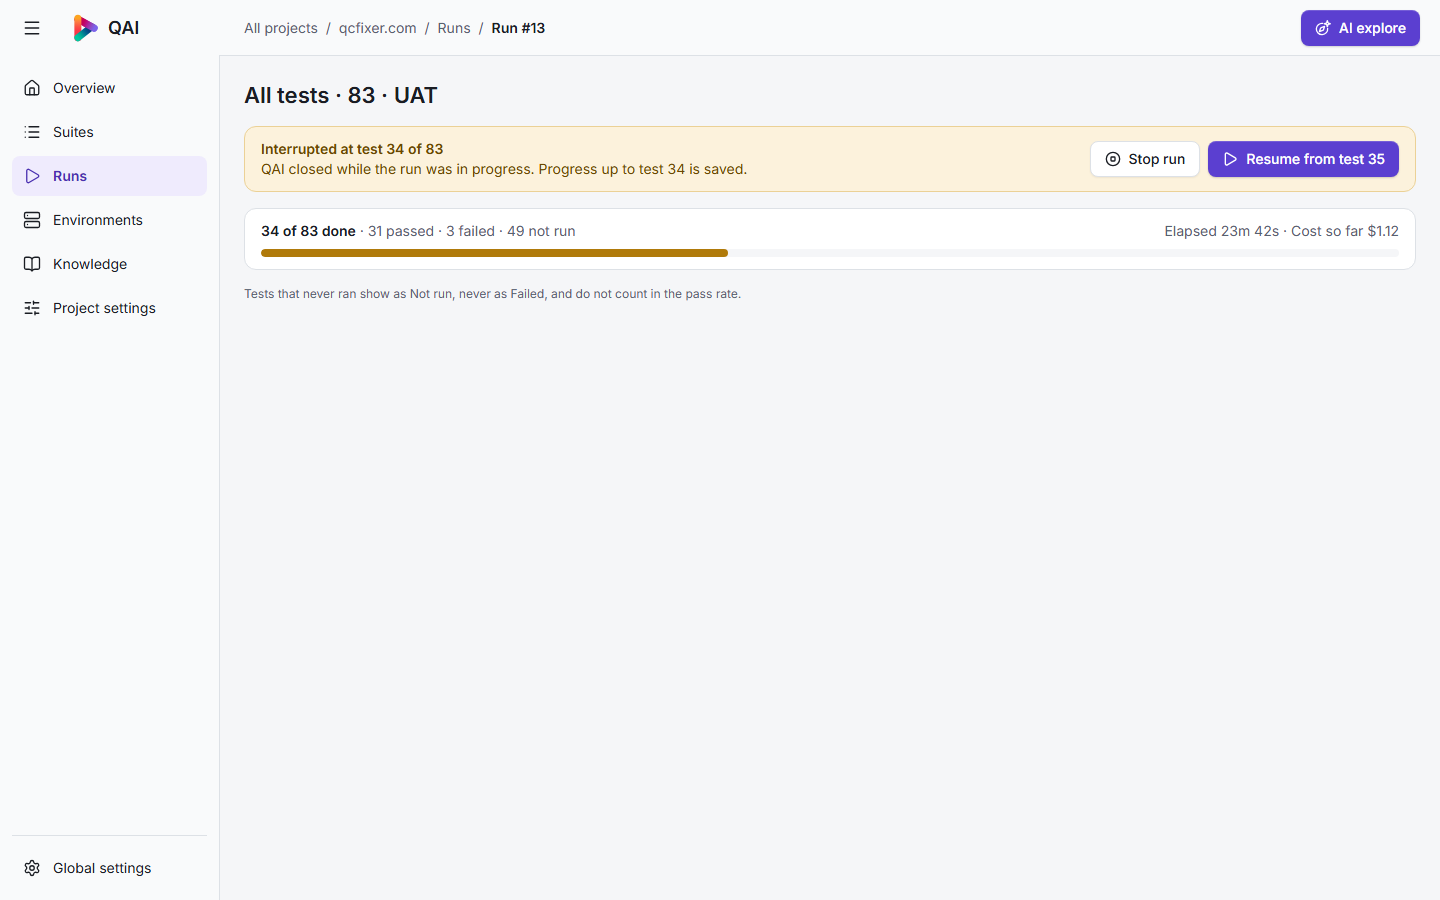 QAI
All projects / qcfixer.com / Runs / Run #13
AI explore
Overview
Suites
Runs
Environments
Knowledge
Project settings
Global settings
All tests · 83 · UAT
Interrupted at test 34 of 83
QAI closed while the run was in progress. Progress up to test 34 is saved.
Stop run
Resume from test 35
34 of 83 done · 31 passed · 3 failed · 49 not run
Elapsed 23m 42s · Cost so far $1.12
Tests that never ran show as Not run, never as Failed, and do not count in the pass rate.